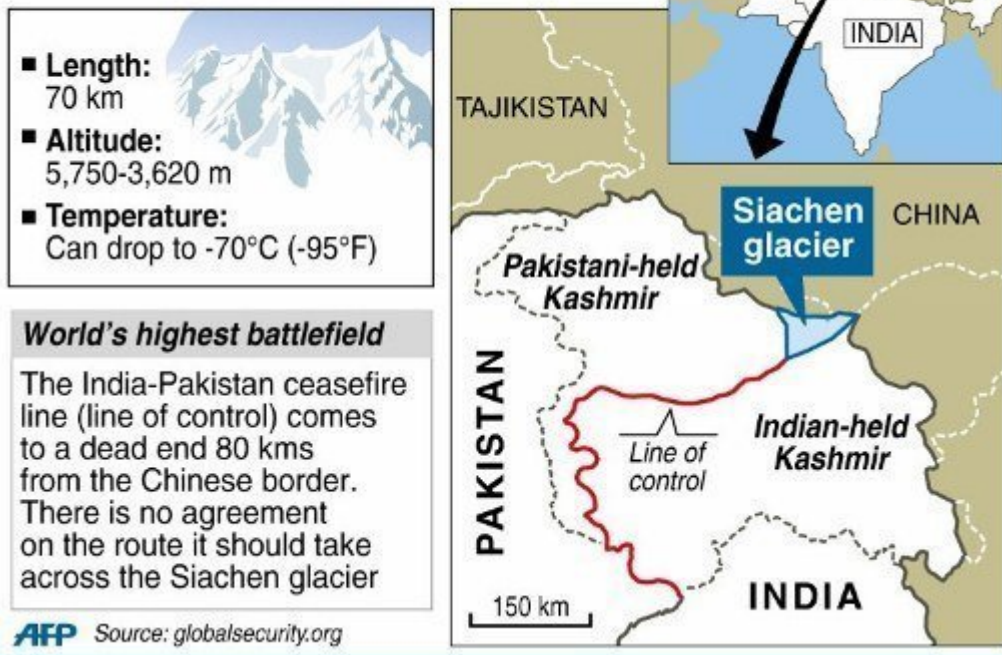 ■ Length:
70 km
■ Altitude:
5,750-3,620 m
■ Temperature:
Can drop to -70°C (-95°F)
World's highest battlefield
The India-Pakistan ceasefire
line (line of control) comes
to a dead end 80 kms
from the Chinese border.
There is no agreement
on the route it should take
across the Siachen glacier
AFP Source: globalsecurity.org
INDIA
TAJIKISTAN
Siachen
glacier
CHINA
Pakistani-held
Kashmir
PAKISTAN
Line of
control
Indian-held
Kashmir
INDIA
150 km